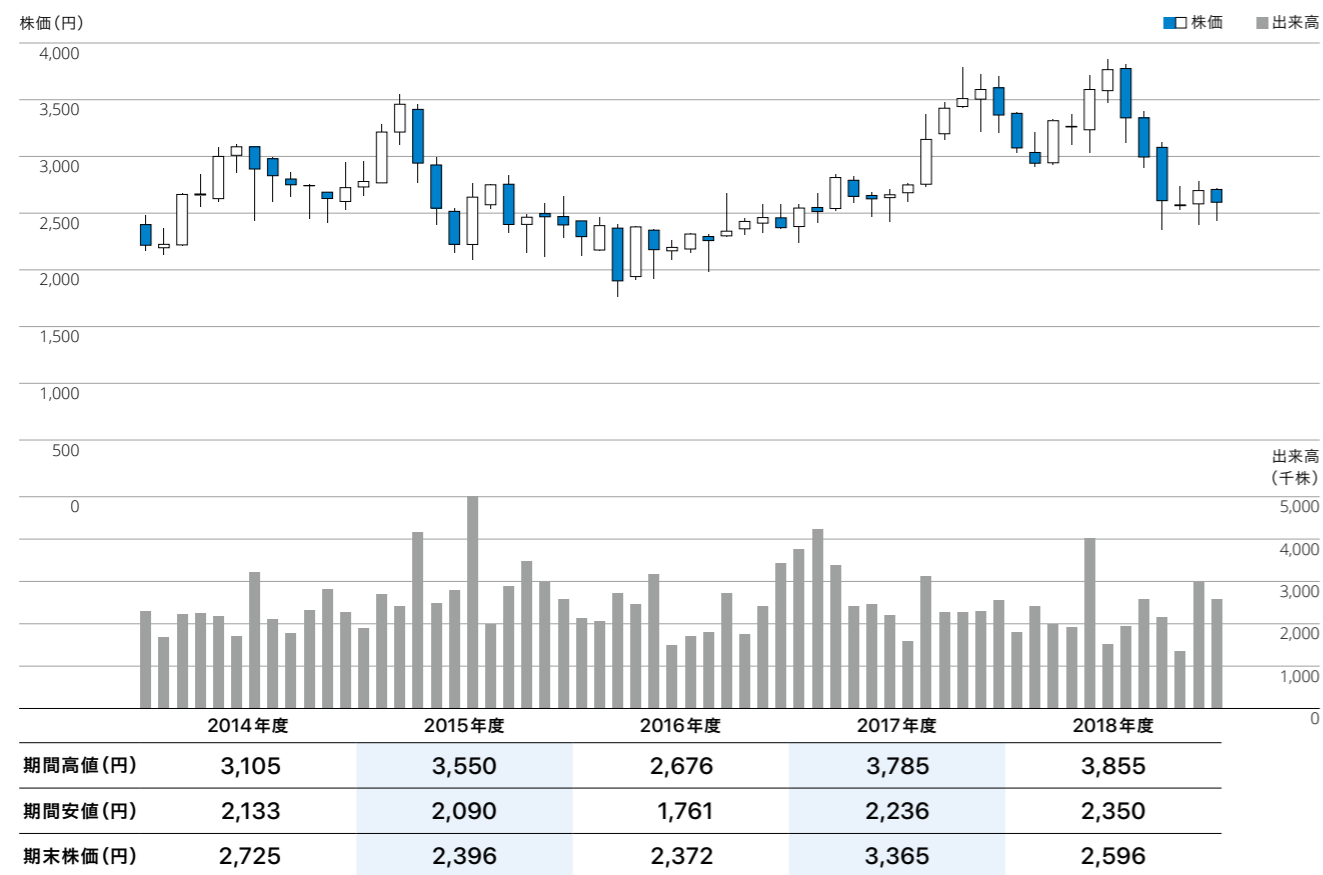 株価（円）
株価 出来高
4,000
3,500
3,000
2,500
2,000
1,500
1,000
500
出来高
（千株）
0 5,000
4,000
3,000
2,000
1,000
0
2014年度 2015年度 2016年度 2017年度 2018年度
期間高値（円） 3,105 3,550 2,676 3,785 3,855
期間安値（円） 2,133 2,090 1,761 2,236 2,350
期末株価（円） 2,725 2,396 2,372 3,365 2,596